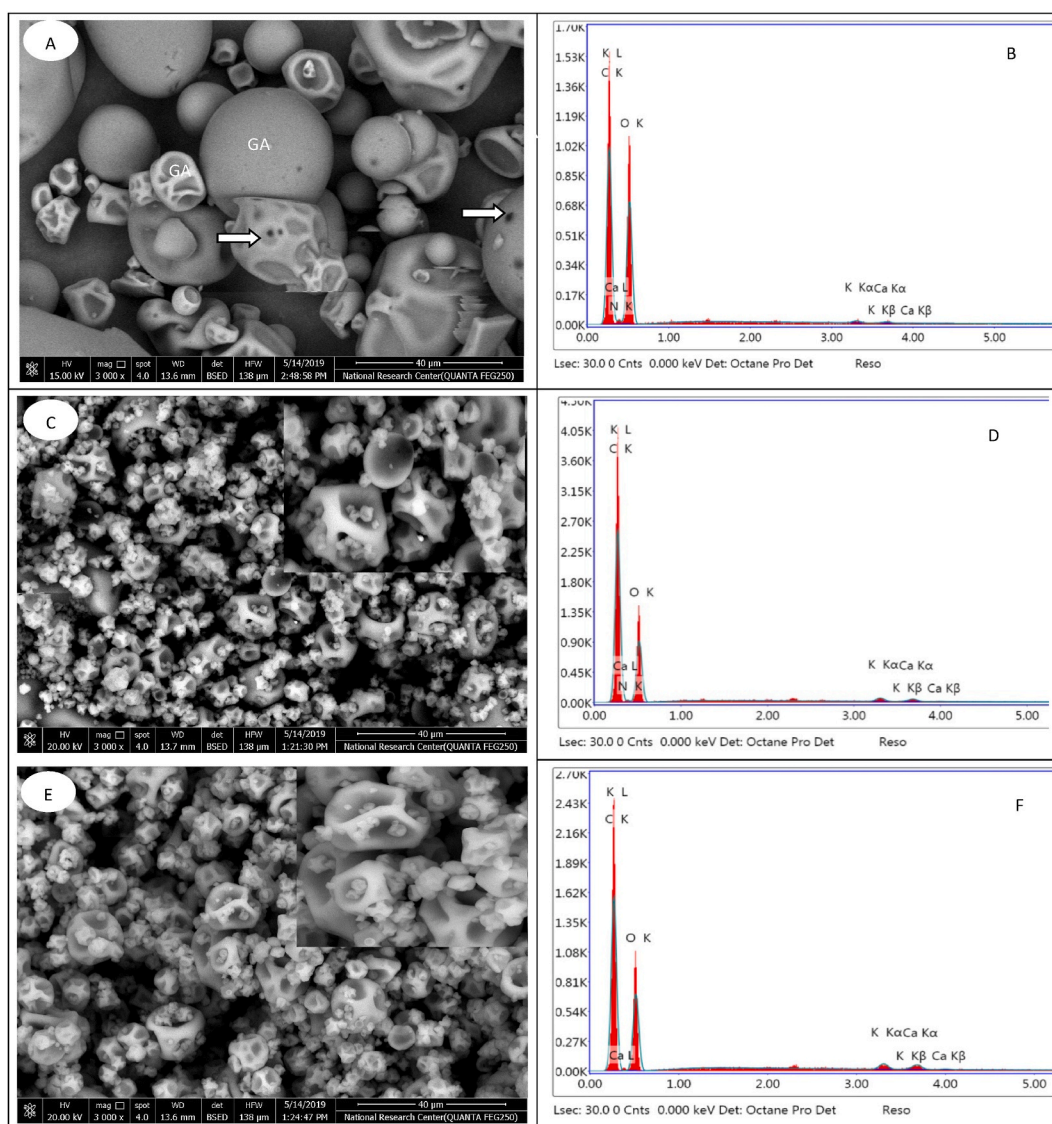 A
GA
GA
HV mag □ spot WD det HFW 5/14/2019 40 µm
15.00 kV 3 000 x 4.0 13.6 mm BSED 138 µm 2:48:58 PM National Research Center(QUANTA FEG250)
B
1.70K
1.53K
1.36K
1.19K
1.02K
0.85K
0.68K
0.51K
0.34K
0.17K
0.00K
K L
C K
O K
Ca L
N K
K Kα Ca Kα
K Kβ Ca Kβ
0.00 1.00 2.00 3.00 4.00 5.00
Lsec: 30.0 0 Cnts 0.000 keV Det: Octane Pro Det Reso
C
HV mag □ spot WD det HFW 5/14/2019 40 µm
20.00 kV 3 000 x 4.0 13.7 mm BSED 138 µm 1:21:30 PM National Research Center(QUANTA FEG250)
D
4.50K
4.05K
3.60K
3.15K
2.70K
2.25K
1.80K
1.35K
0.90K
0.45K
0.00K
K L
C K
O K
Ca L
N K
K Kα Ca Kα
K Kβ Ca Kβ
0.00 1.00 2.00 3.00 4.00 5.00
Lsec: 30.0 0 Cnts 0.000 keV Det: Octane Pro Det Reso
E
HV mag □ spot WD det HFW 5/14/2019 40 µm
20.00 kV 3 000 x 4.0 13.6 mm BSED 138 µm 1:24:47 PM National Research Center(QUANTA FEG250)
F
2.70K
2.43K
2.16K
1.89K
1.62K
1.35K
1.08K
0.81K
0.54K
0.27K
0.00K
K L
C K
O K
Ca L
K Kα Ca Kα
K Kβ Ca Kβ
0.00 1.00 2.00 3.00 4.00 5.0
Lsec: 30.0 0 Cnts 0.000 keV Det: Octane Pro Det Reso